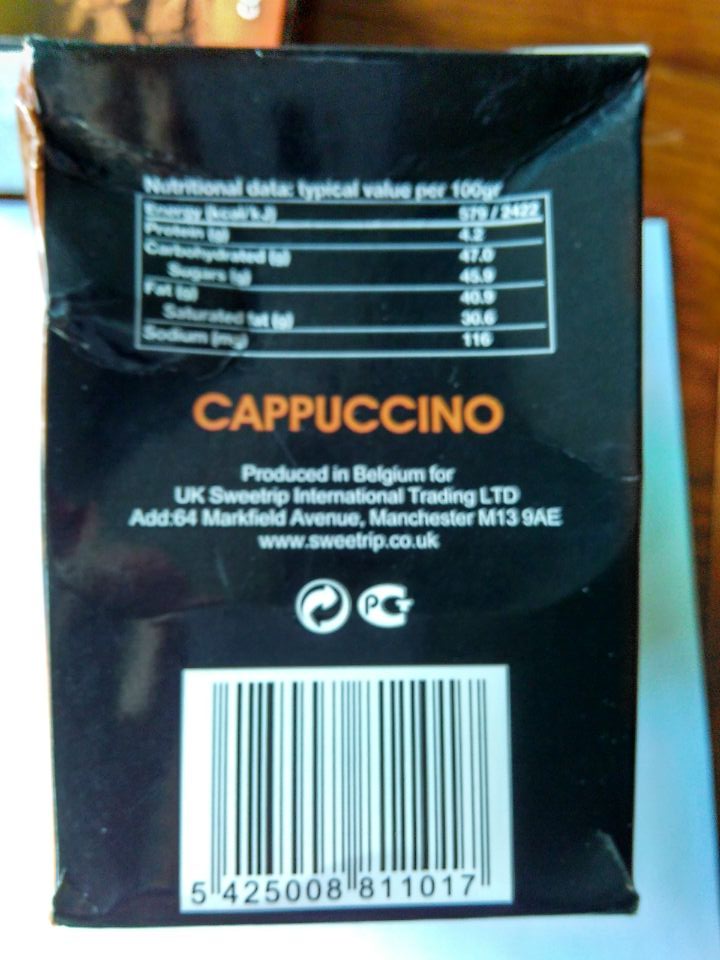 Nutritional data: typical value per 100gr
Energy (kcal/kJ) 579 / 2422
Protein (g) 4.2
Carbohydrated (g) 47.0
Sugars (g) 45.9
Fat (g) 40.9
Saturated fat (g) 30.6
Sodium (mg) 116
CAPPUCCINO
Produced in Belgium for
UK Sweetrip International Trading LTD
Add:64 Markfield Avenue, Manchester M13 9AE
www.sweetrip.co.uk
5 425008 811017